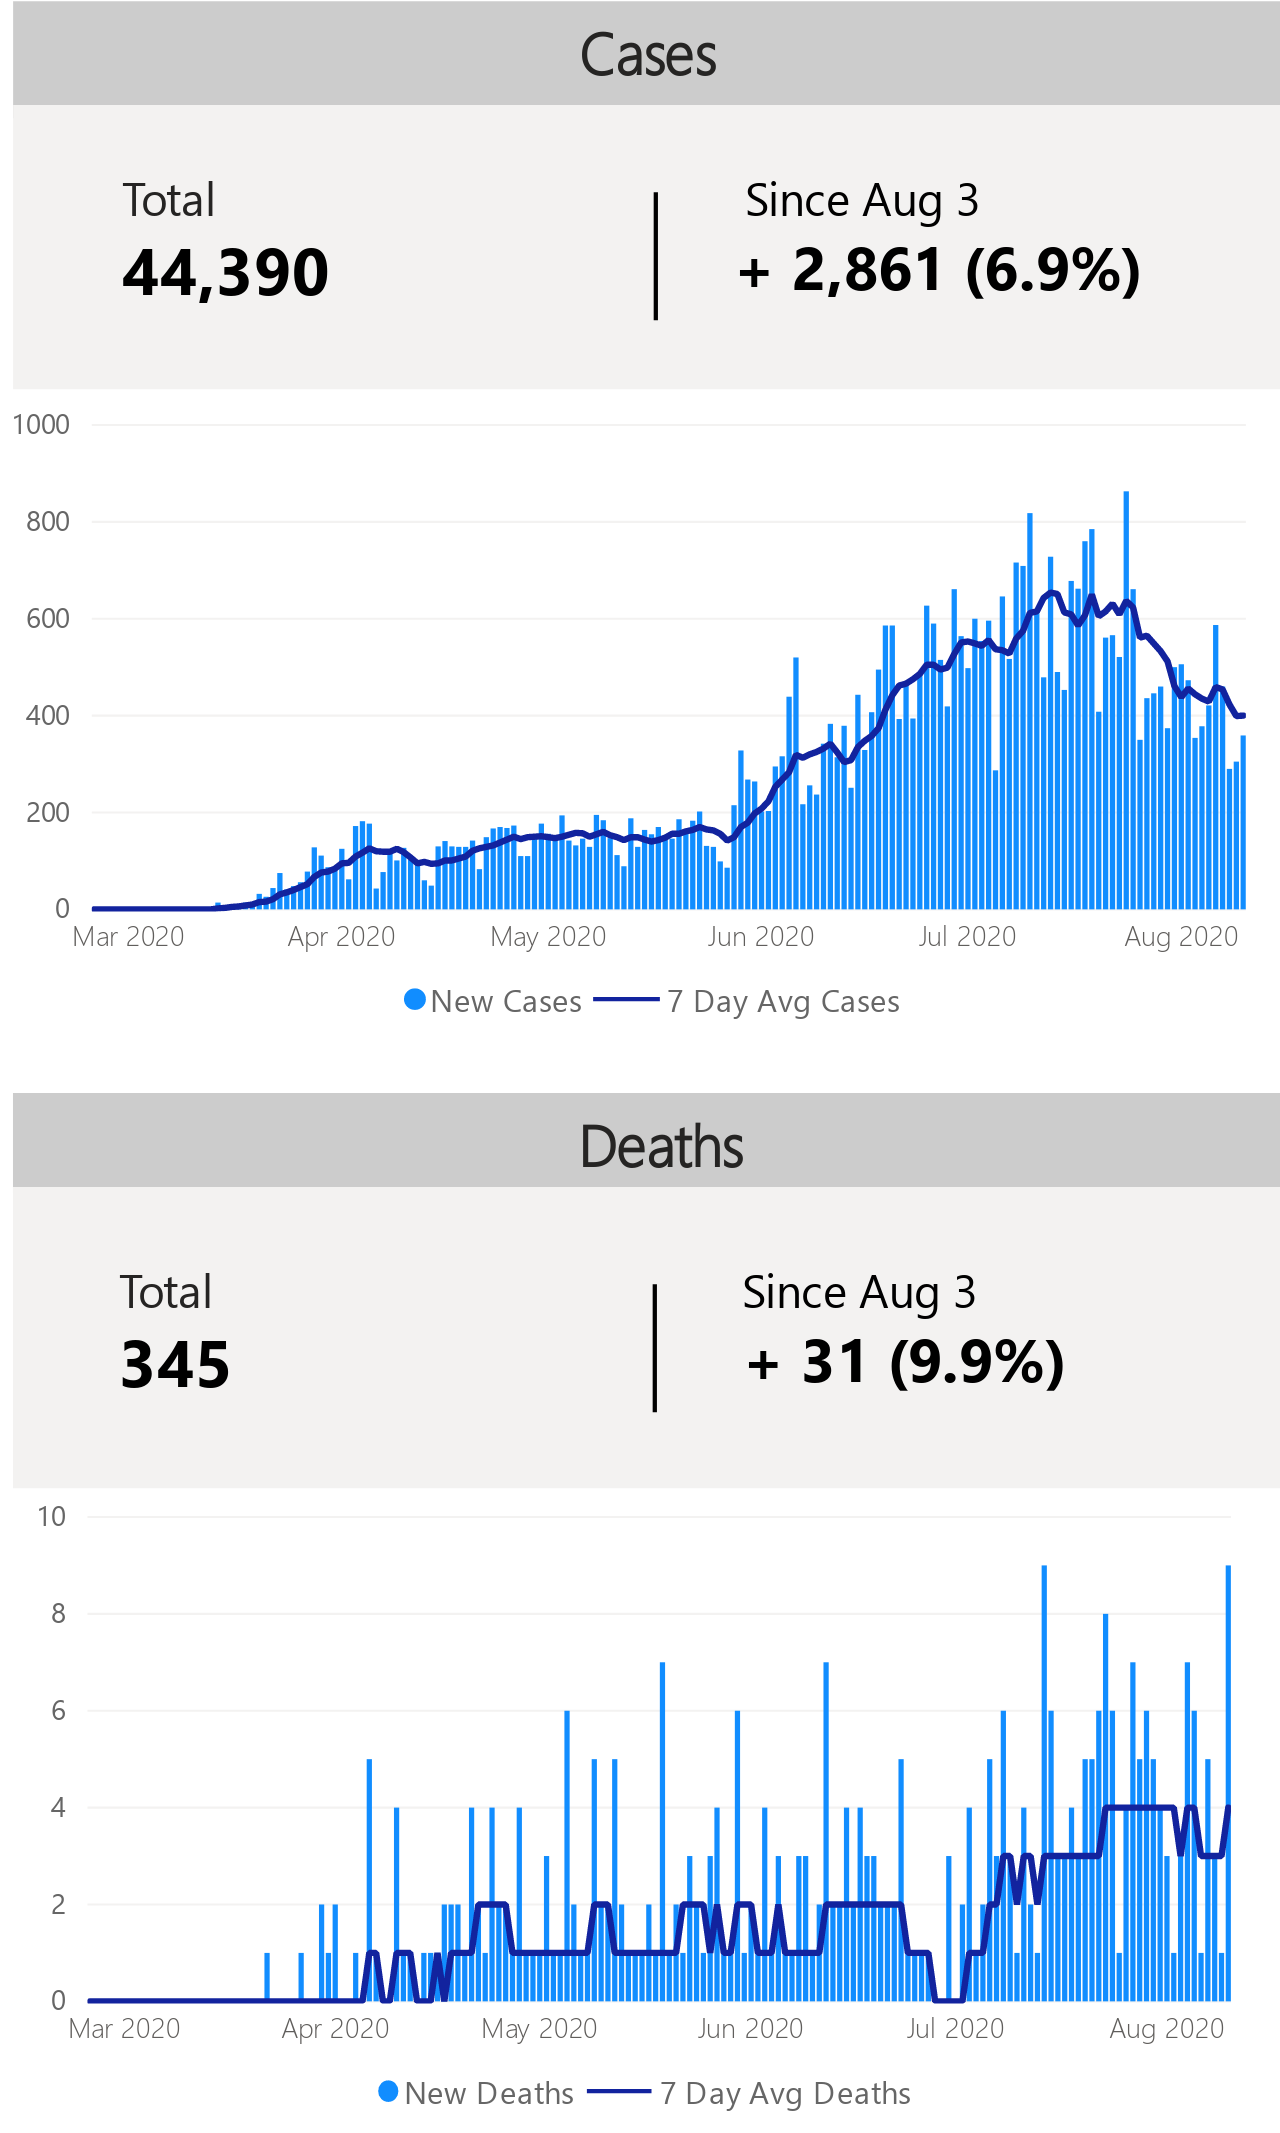 Cases
Total
Since Aug 3
44,390
+ 2,861 (6.9%)
1000
800
600
400
200
0
Mar 2020 Apr 2020 May 2020 Jun 2020 Jul 2020 Aug 2020
New Cases 7 Day Avg Cases
Deaths
Total
Since Aug 3
345
+ 31 (9.9%)
10
8
6
4
2
0
Mar 2020 Apr 2020 May 2020 Jun 2020 Jul 2020 Aug 2020
New Deaths 7 Day Avg Deaths